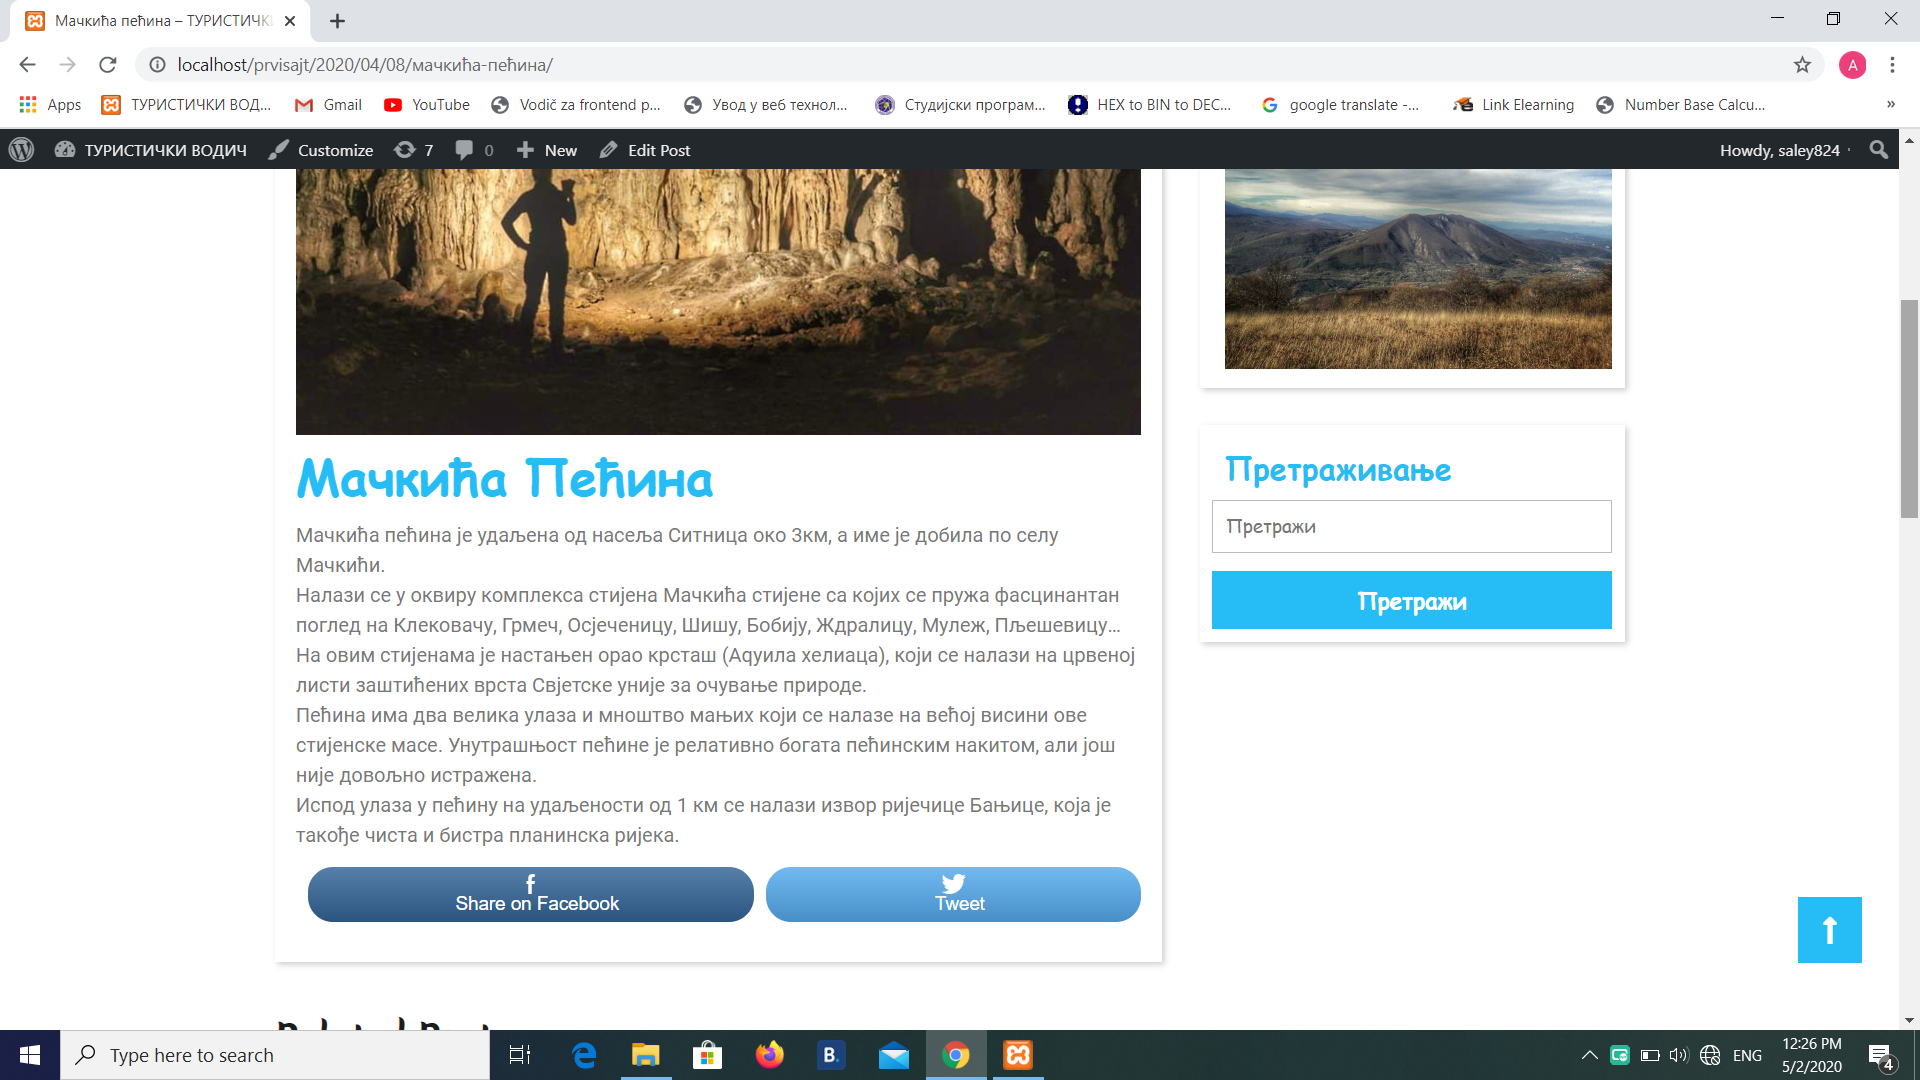 Мачкића пећина – ТУРИСТИЧКИ
localhost/prvisajt/2020/04/08/мачкића-пећина/
A
Apps
ТУРИСТИЧКИ ВОД...
Gmail
YouTube
Vodič za frontend p...
Увод у веб технол...
Студијски програм...
HEX to BIN to DEC...
google translate -...
Link Elearning
Number Base Calcu...
»
ТУРИСТИЧКИ ВОДИЧ
Customize
7
0
New
Edit Post
Howdy, saley824
Мачкића Пећина
Мачкића пећина је удаљена од насеља Ситница око 3км, а име је добила по селу
Мачкићи.
Налази се у оквиру комплекса стијена Мачкића стијене са којих се пружа фасцинантан
поглед на Клековачу, Грмеч, Осјеченицу, Шишу, Бобију, Ждралицу, Мулеж, Пљешевицу…
На овим стијенама је настањен орао крсташ (Аqуила хелиаца), који се налази на црвеној
листи заштићених врста Свјетске уније за очување природе.
Пећина има два велика улаза и мноштво мањих који се налазе на већој висини ове
стијенске масе. Унутрашњост пећине је релативно богата пећинским накитом, али још
није довољно истражена.
Испод улаза у пећину на удаљености од 1 км се налази извор ријечице Бањице, која је
такође чиста и бистра планинска ријека.
Share on Facebook
Tweet
Претраживање
Претражи
Претражи
Type here to search
B.
ENG
12:26 PM
5/2/2020
4